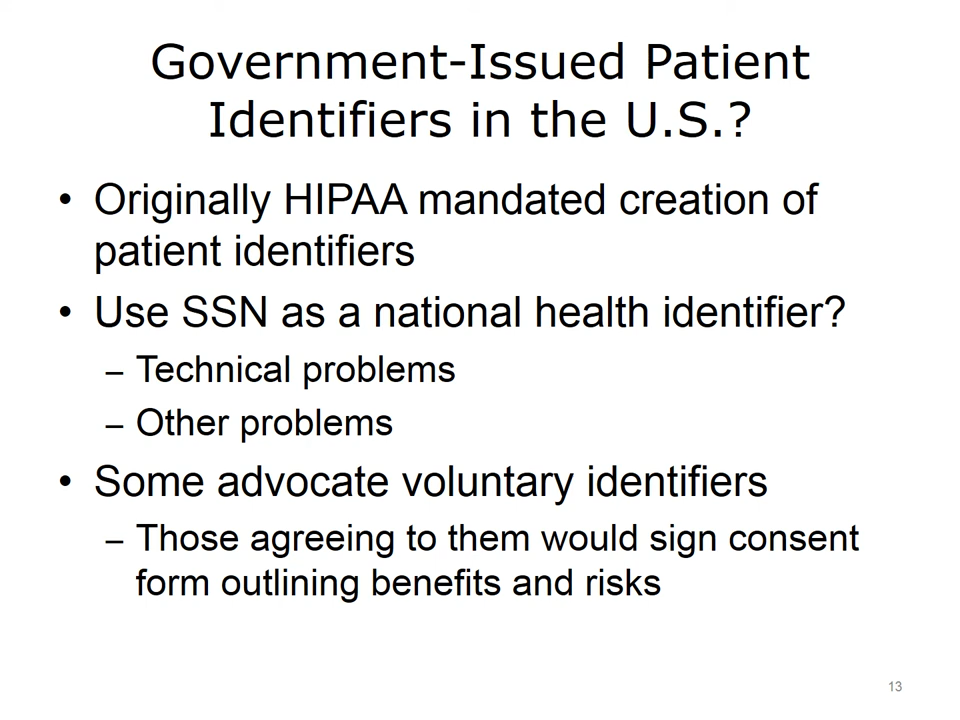 Government-Issued Patient
Identifiers in the U.S.?
• Originally HIPAA mandated creation of
patient identifiers
• Use SSN as a national health identifier?
– Technical problems
– Other problems
• Some advocate voluntary identifiers
– Those agreeing to them would sign consent
form outlining benefits and risks
13